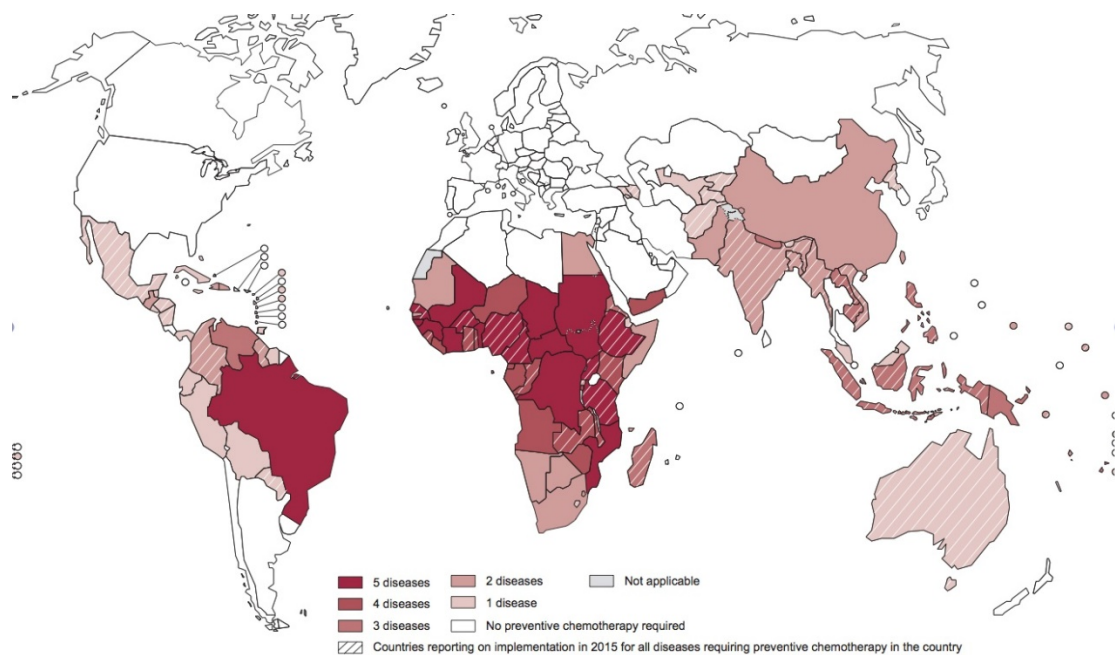 5 diseases
4 diseases
3 diseases
2 diseases
1 disease
No preventive chemotherapy required
Not applicable
Countries reporting on implementation in 2015 for all diseases requiring preventive chemotherapy in the country